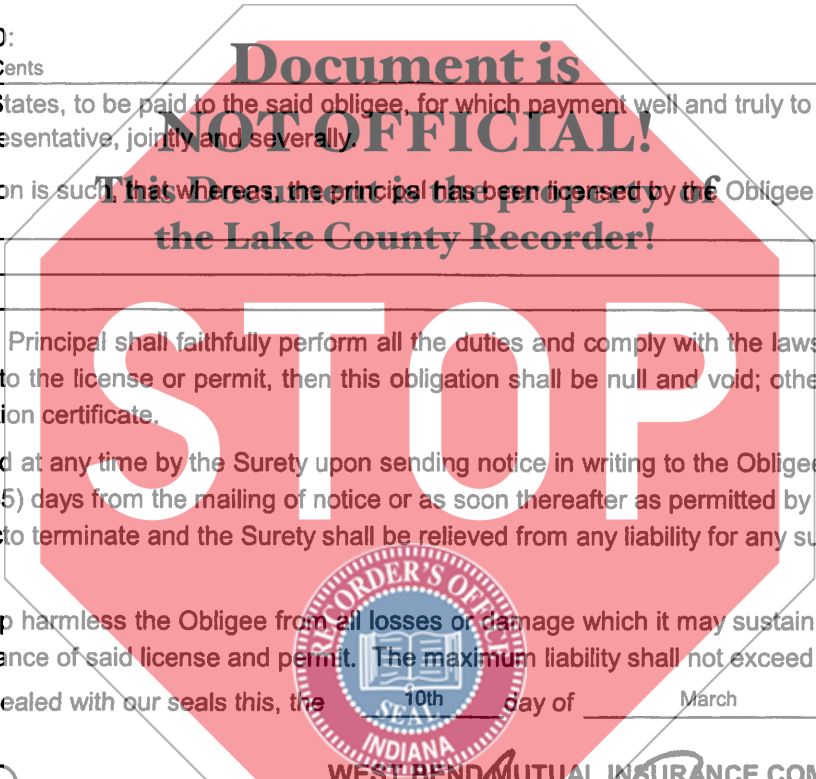 ):
Cents
Document is
States, to be paid to the said obligee, for which payment well and truly to
NOT OFFICIAL!
esentative, jointly and severally.
on is such, that whereas, the principal has been licensed by the Obligee
This Document is the property of
the Lake County Recorder!
STOP
Principal shall faithfully perform all the duties and comply with the laws
to the license or permit, then this obligation shall be null and void; othe
ion certificate.
d at any time by the Surety upon sending notice in writing to the Obligee
5) days from the mailing of notice or as soon thereafter as permitted by
to terminate and the Surety shall be relieved from any liability for any su
p harmless the Obligee from all losses or damage which it may sustain
ance of said license and permit. The maximum liability shall not exceed
ealed with our seals this, the 10th day of March
RECORDER'S OFFICE
SEAL
INDIANA
WEST BEND MUTUAL INSURANCE COM